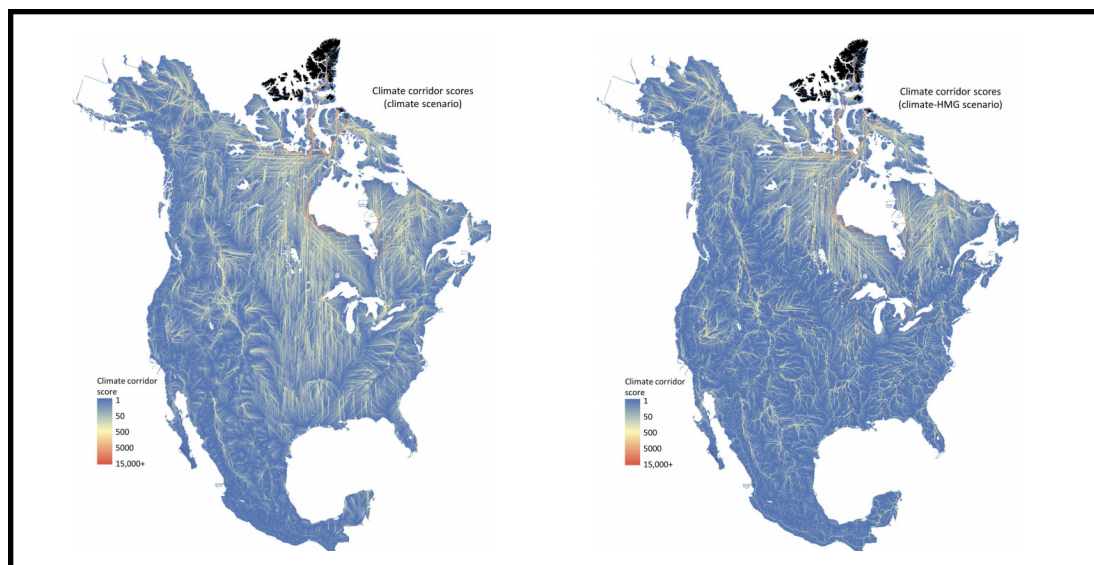 Climate corridor scores
(climate scenario)
Climate corridor
score
1
50
500
5000
15,000+
Climate corridor scores
(climate-HMG scenario)
Climate corridor
score
1
50
500
5000
15,000+